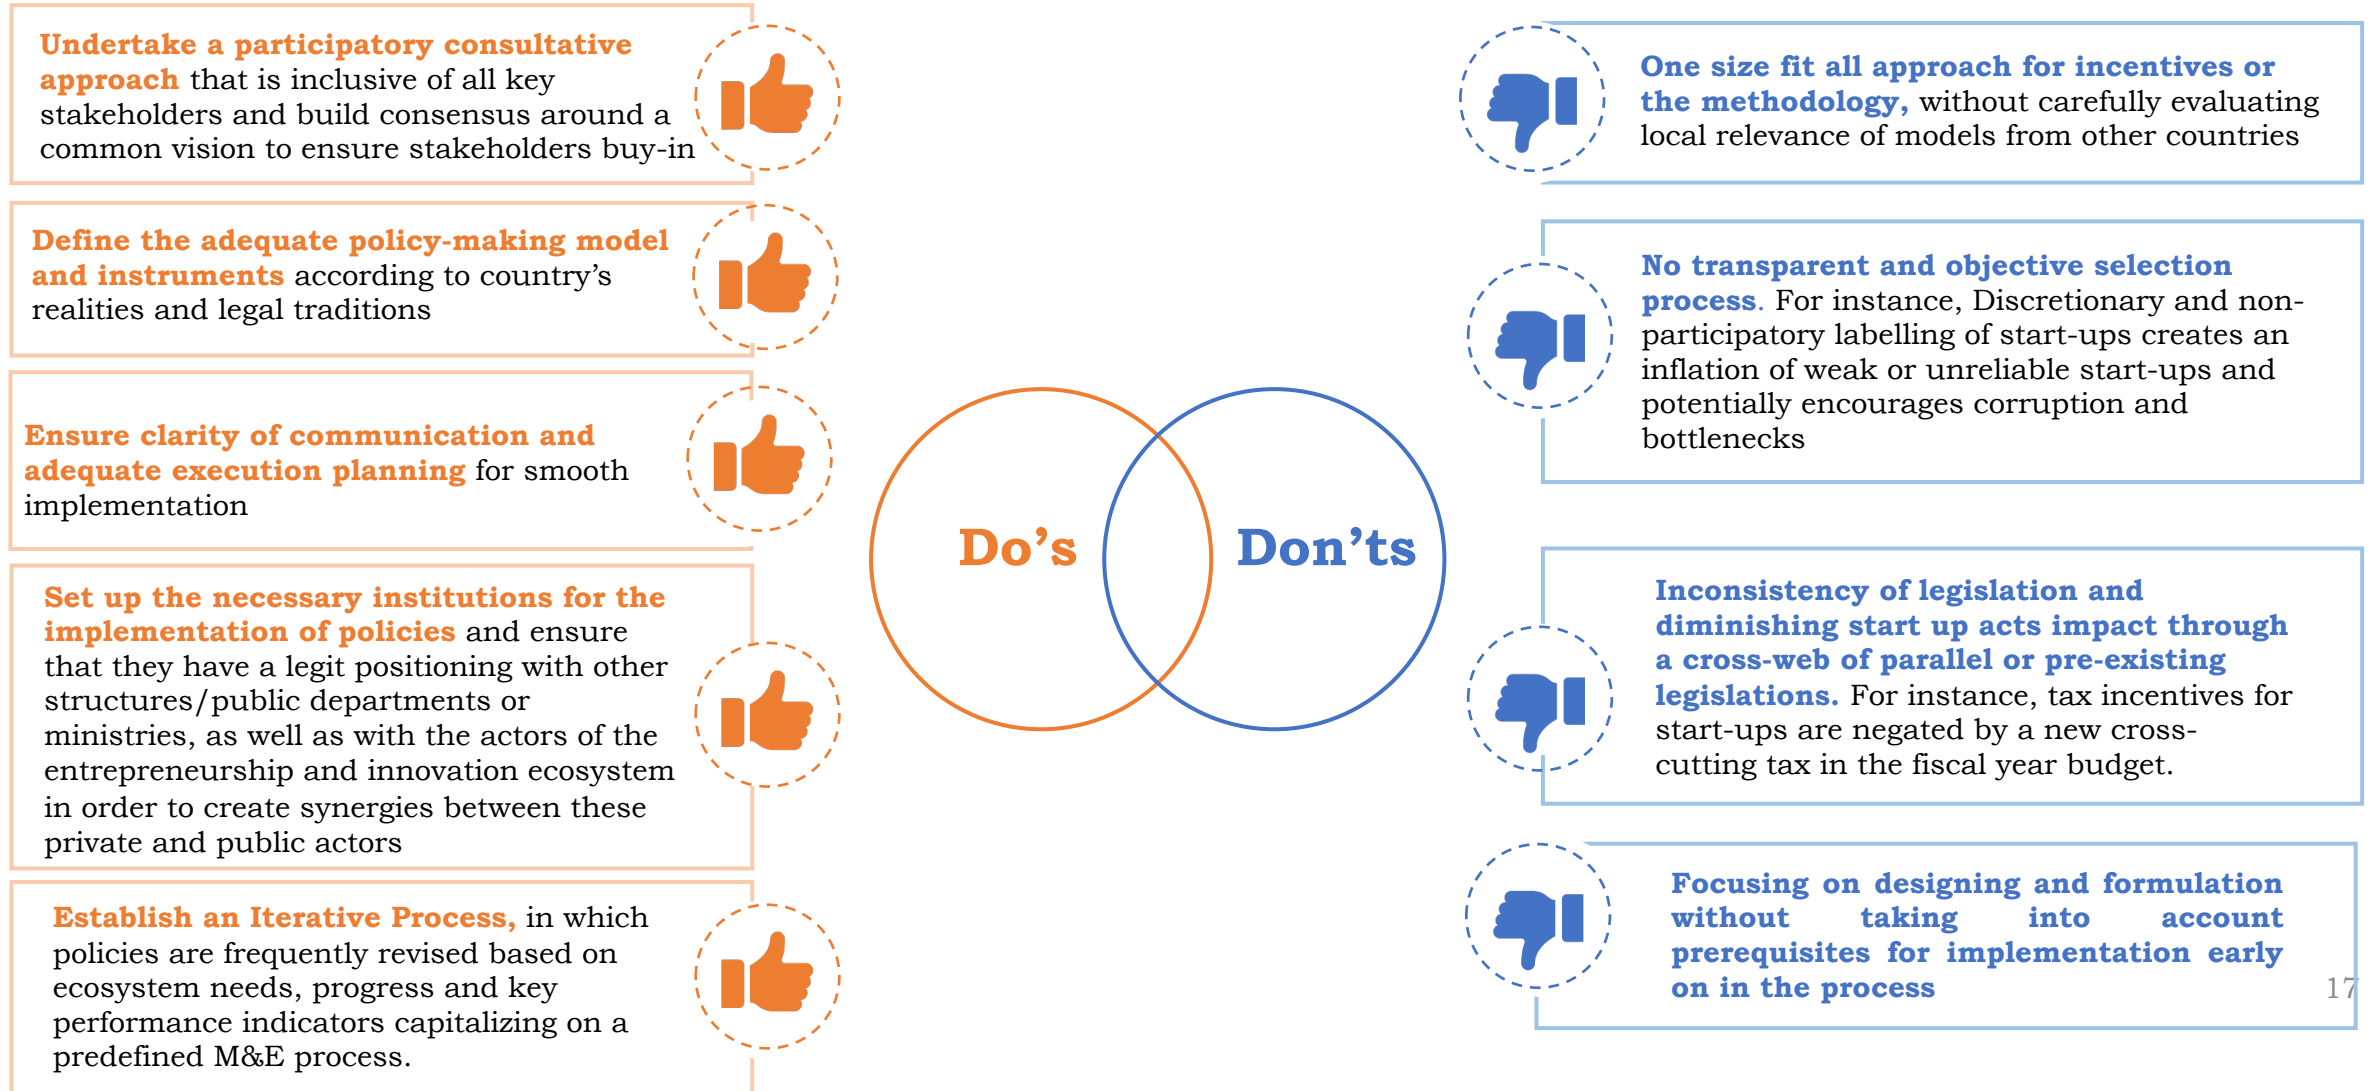 Undertake a participatory consultative
approach that is inclusive of all key
stakeholders and build consensus around a
common vision to ensure stakeholders buy-in
Define the adequate policy-making model
and instruments according to country’s
realities and legal traditions
Ensure clarity of communication and
adequate execution planning for smooth
implementation
Set up the necessary institutions for the
implementation of policies and ensure
that they have a legit positioning with other
structures/public departments or
ministries, as well as with the actors of the
entrepreneurship and innovation ecosystem
in order to create synergies between these
private and public actors
Establish an Iterative Process, in which
policies are frequently revised based on
ecosystem needs, progress and key
performance indicators capitalizing on a
predefined M&E process.
Do’s
Don’ts
One size fit all approach for incentives or
the methodology, without carefully evaluating
local relevance of models from other countries
No transparent and objective selection
process. For instance, Discretionary and non-
participatory labelling of start-ups creates an
inflation of weak or unreliable start-ups and
potentially encourages corruption and
bottlenecks
Inconsistency of legislation and
diminishing start up acts impact through
a cross-web of parallel or pre-existing
legislations. For instance, tax incentives for
start-ups are negated by a new cross-
cutting tax in the fiscal year budget.
Focusing on designing and formulation
without taking into account
prerequisites for implementation early
on in the process
17